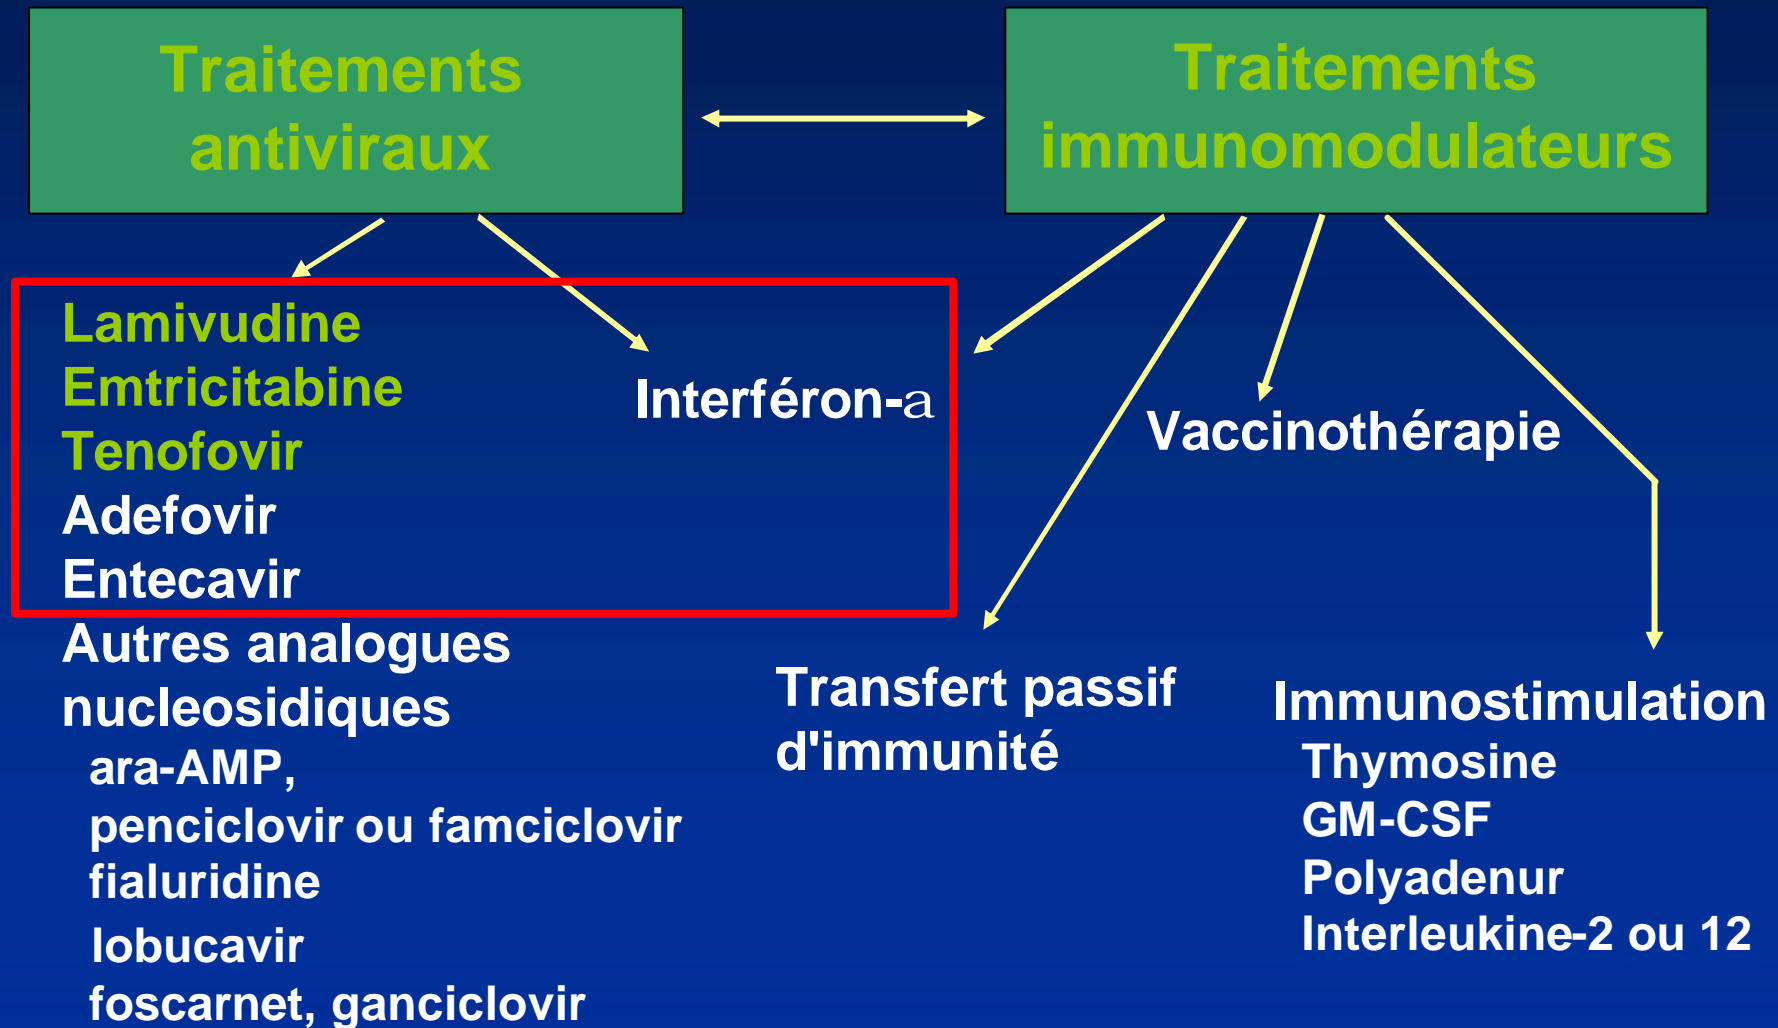 Traitements
antiviraux
Traitements
immunomodulateurs
Lamivudine
Emtricitabine
Tenofovir
Adefovir
Entecavir
Autres analogues
nucleosidiques
ara-AMP,
penciclovir ou famciclovir
fialuridine
lobucavir
foscarnet, ganciclovir
Interféron-a
Transfert passif
d'immunité
Vaccinothérapie
Immunostimulation
Thymosine
GM-CSF
Polyadenur
Interleukine-2 ou 12